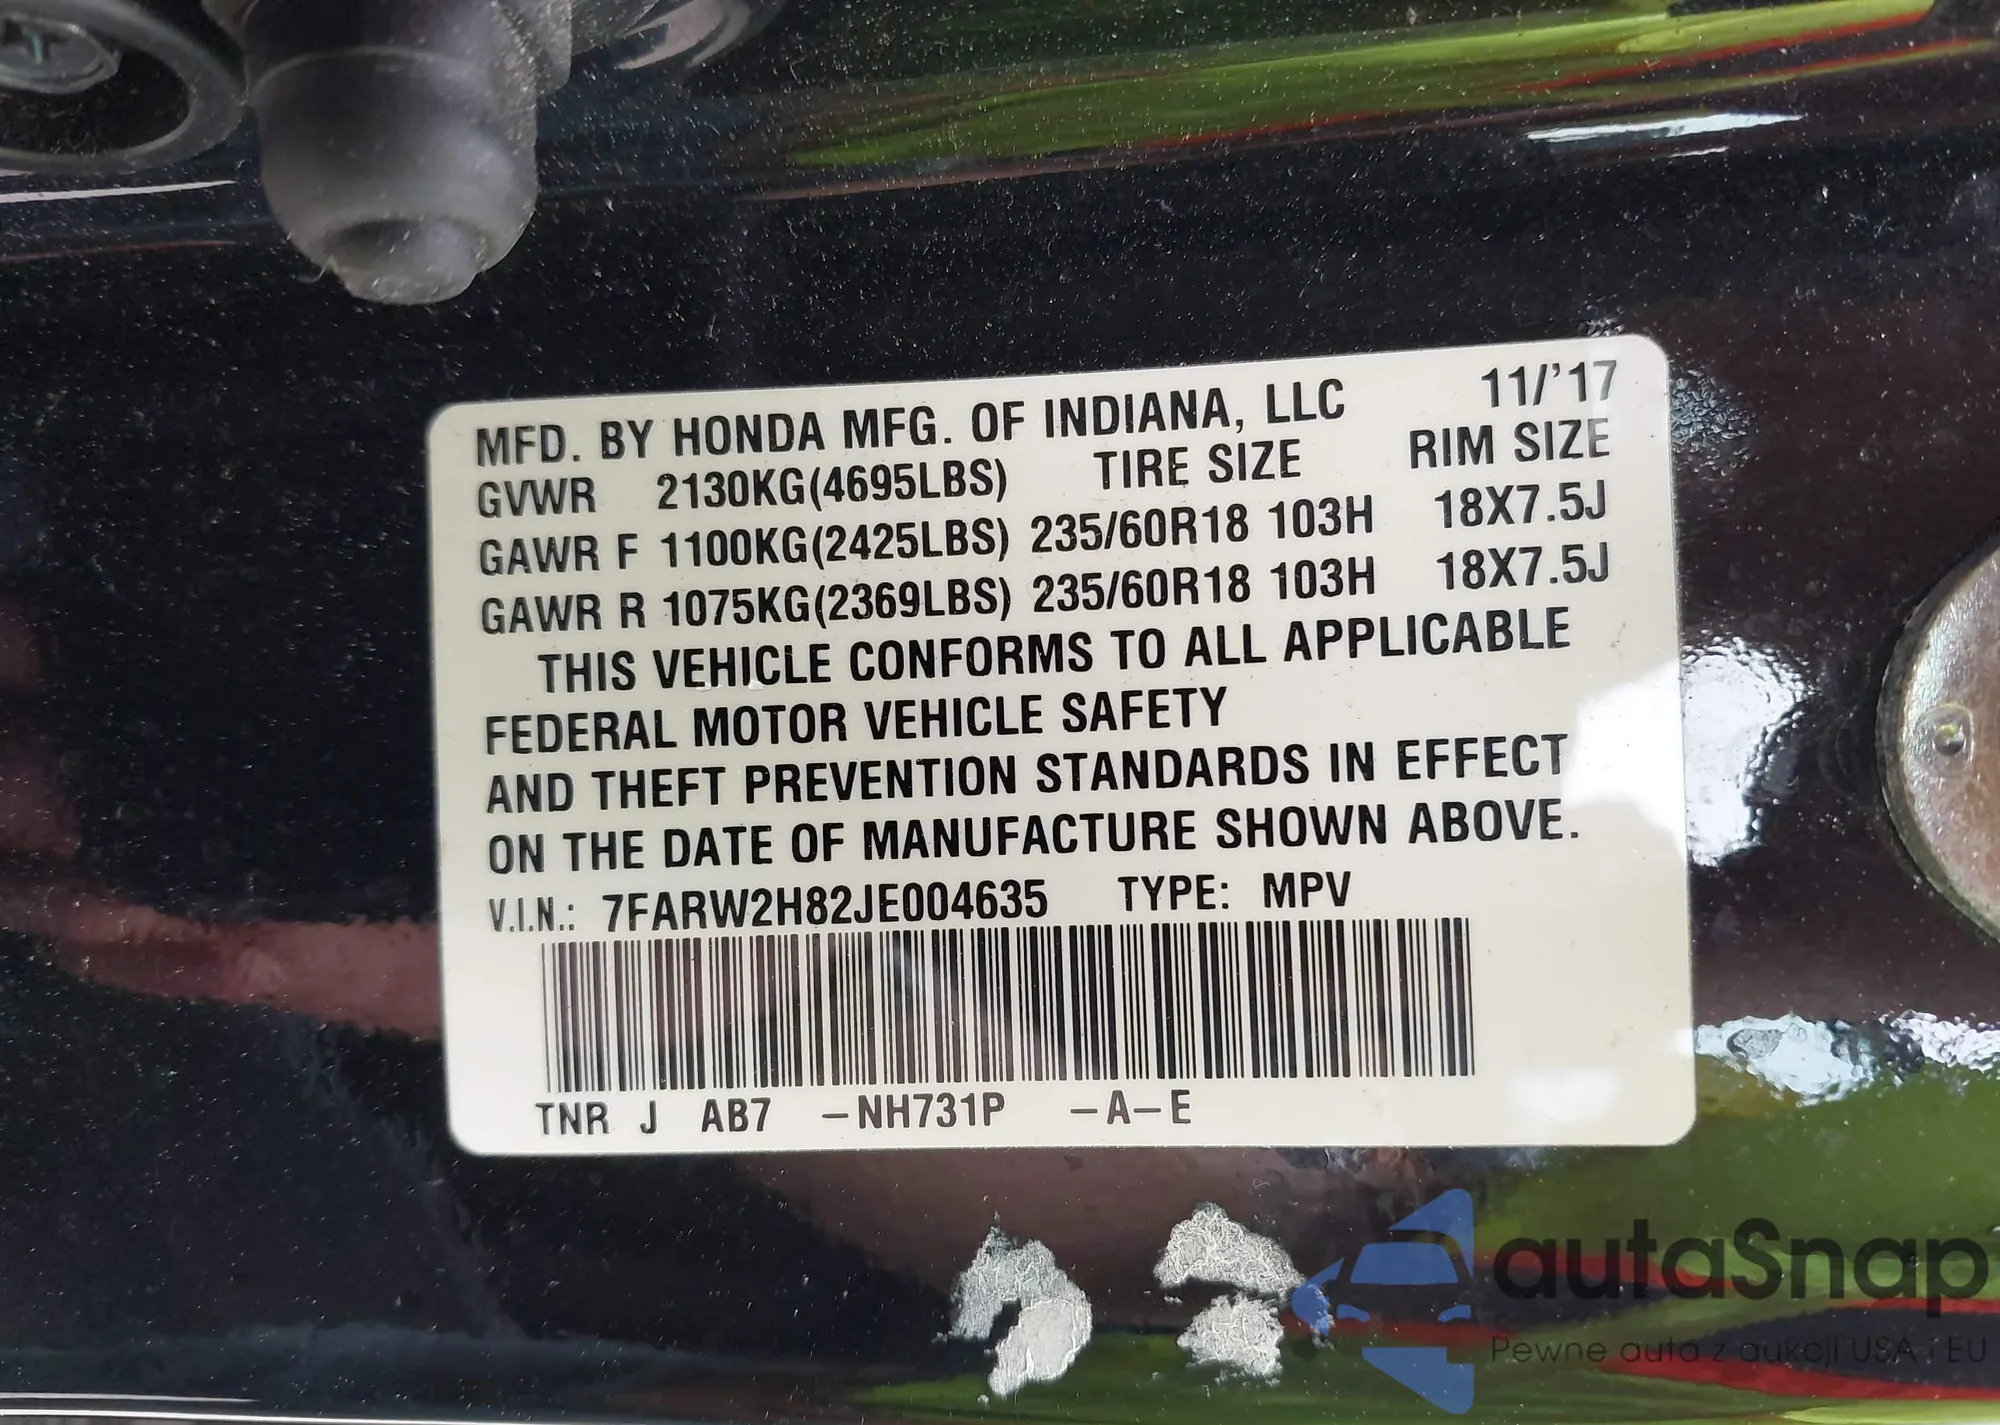 MFD. BY HONDA MFG. OF INDIANA, LLC 11/'17
GVWR 2130KG(4695LBS) TIRE SIZE RIM SIZE
GAWR F 1100KG(2425LBS) 235/60R18 103H 18X7.5J
GAWR R 1075KG(2369LBS) 235/60R18 103H 18X7.5J
THIS VEHICLE CONFORMS TO ALL APPLICABLE
FEDERAL MOTOR VEHICLE SAFETY
AND THEFT PREVENTION STANDARDS IN EFFECT
ON THE DATE OF MANUFACTURE SHOWN ABOVE.
V.I.N.: 7FARW2H82JE004635 TYPE: MPV
TNR J AB7 -NH731P -A-E
autaSnap
Pewne auta z aukcji USA i EU